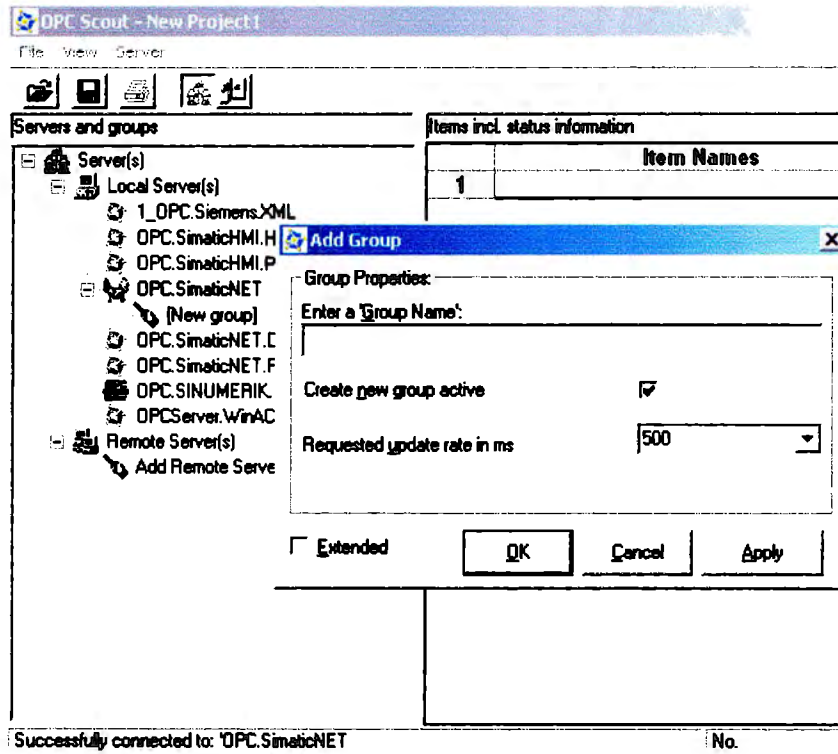 OPC Scout - New Project1
File View Server
Servers and groups
Items incl. status information
Server(s)
Item Names
Local Server(s)
1
1_OPC.Siemens.XML
OPC.SimaticHMI.H
Add Group
OPC.SimaticHMI.P
Group Properties:
OPC.SimaticNET
Enter a 'Group Name':
[New group]
OPC.SimaticNET.D
OPC.SimaticNET.F
OPC.SINUMERIK.
Create new group active
OPCServer.WinAC
Remote Server(s)
Requested update rate in ms
500
Add Remote Serve
Extended
OK
Cancel
Apply
Successfully connected to: 'OPC.SimaticNET
No.